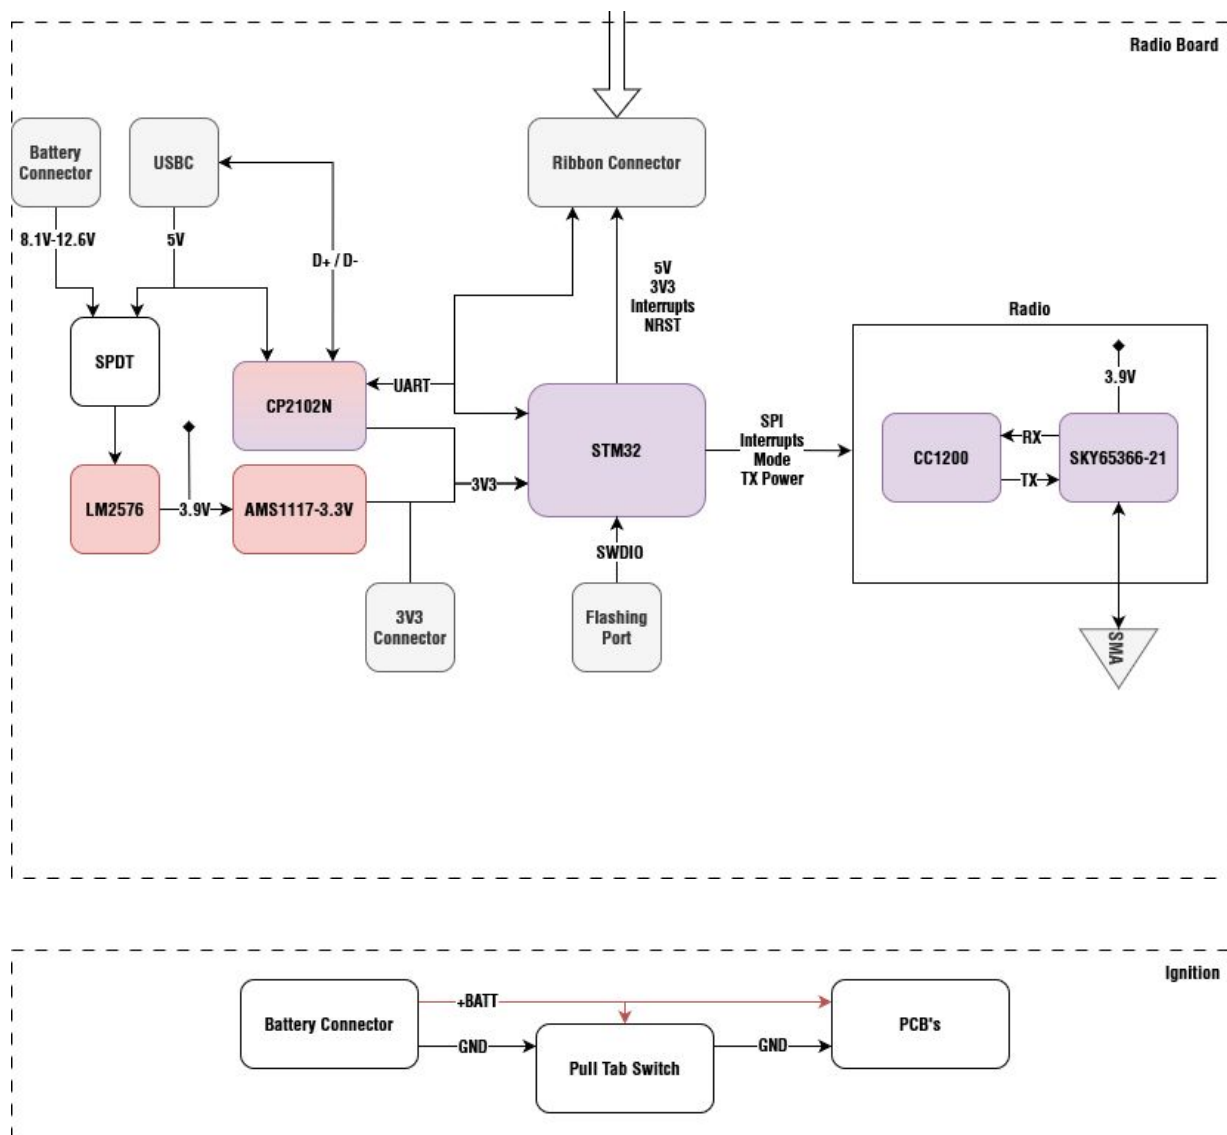 Radio Board
Battery
Connector
USBC
Ribbon Connector
8.1V-12.6V
5V
D+ / D-
5V
3V3
Interrupts
NRST
Radio
SPDT
3.9V
CP2102N
UART
STM32
SPI
Interrupts
Mode
TX Power
CC1200
RX
TX
SKY65366-21
LM2576
3.9V
AMS1117-3.3V
3V3
SWDIO
3V3
Connector
Flashing
Port
SMA
Ignition
Battery Connector
+BATT
GND
Pull Tab Switch
GND
PCB's